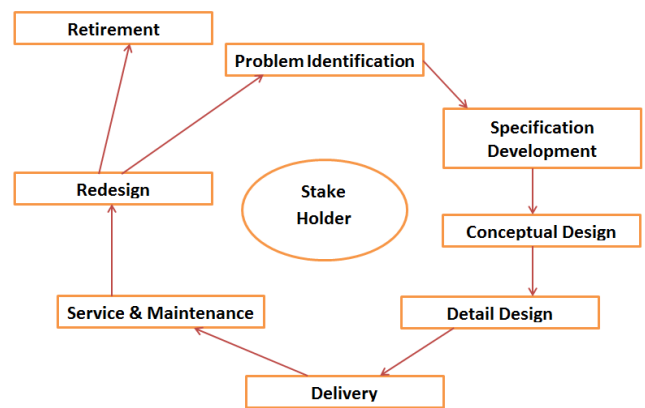 Retirement
Problem Identification
Specification
Development
Redesign
Stake
Holder
Conceptual Design
Service & Maintenance
Detail Design
Delivery